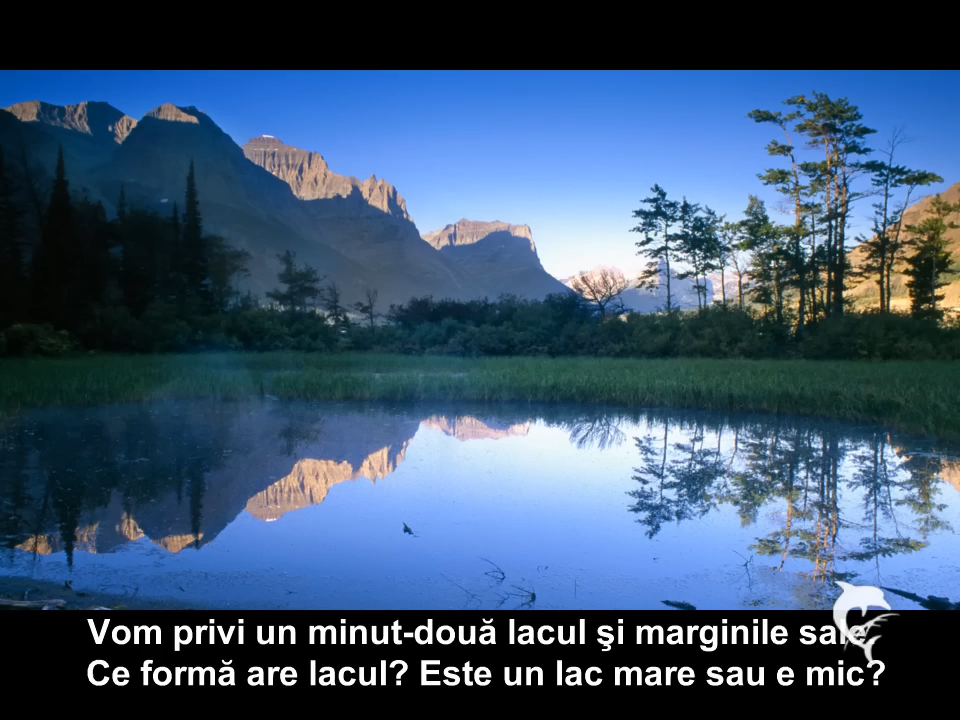 Vom privi un minut-două lacul şi marginile sale.
Ce formă are lacul? Este un lac mare sau e mic?